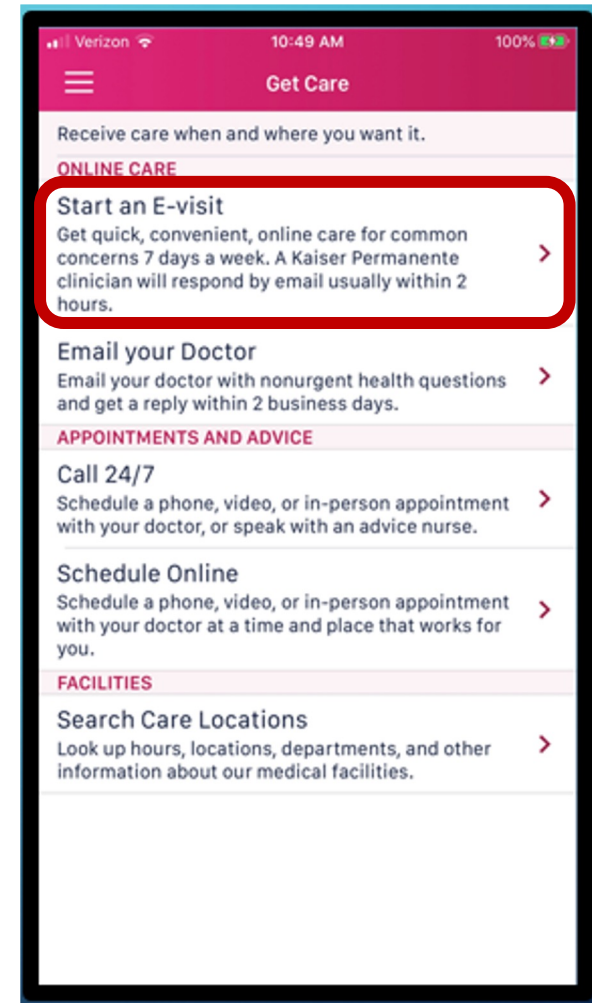 Verizon 10:49 AM 100%
Get Care
Receive care when and where you want it.
ONLINE CARE
Start an E-visit
Get quick, convenient, online care for common
concerns 7 days a week. A Kaiser Permanente
clinician will respond by email usually within 2
hours.
Email your Doctor
Email your doctor with nonurgent health questions
and get a reply within 2 business days.
APPOINTMENTS AND ADVICE
Call 24/7
Schedule a phone, video, or in-person appointment
with your doctor, or speak with an advice nurse.
Schedule Online
Schedule a phone, video, or in-person appointment
with your doctor at a time and place that works for
you.
FACILITIES
Search Care Locations
Look up hours, locations, departments, and other
information about our medical facilities.